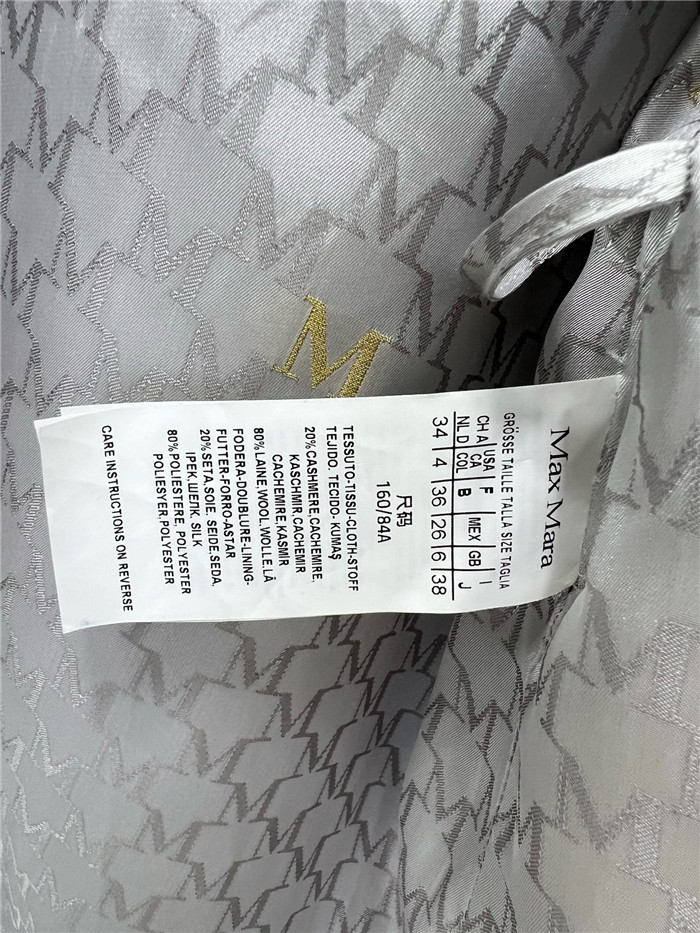 M
Max Mara
GRÖSSE TAILLE TALLA SIZE TAGLIA
CH A USA F MEX GB I
NL D CA COL B J
34 4 36 26 6 38
尺码
160/84A
TESSUTO-TISSU-CLOTH-STOFF
TEJIDO. TECIDO- KUMAŞ
20%CASHMERE,CACHEMIRE,
KASCHMIR,CACHEMIR
CACHEMIRE,KASMIR
80%LAINE,WOOL,WOLLE,LÃ
FODERA-DOUBLURE-LINING-
FUTTER-FORRO-ASTAR
20%SETA,SOIE, SEIDE,SEDA,
IPEK, SILK
80%POLIESTERE, POLYESTER
POLIESYER,POLYESTER
CARE INSTRUCTIONS ON REVERSE